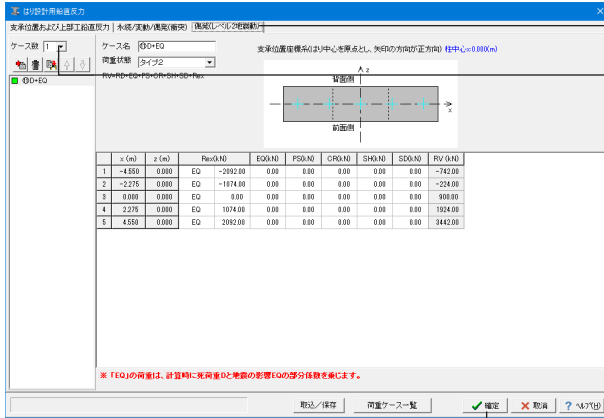 はり設計用鉛直反力
支承位置および上部工鉛直反力 永続/変動/偶発(衝突) 偶発(レベル2地震動)
ケース数 1
ケース名 ⑪D+EQ
荷重状態 タイプ2
RV=RD+EQ+PS+CR+SH+SD+Rex
支承位置座標系(はり中心を原点とし、矢印の方向が正方向) 柱中心x=0.000(m)
⑪D+EQ
z
背面側
x
前面側
x (m) z (m) Rex(kN) EQ(kN) PS(kN) CR(kN) SH(kN) SD(kN) RV (kN)
1 -4.550 0.000 EQ -2092.00 0.00 0.00 0.00 0.00 0.00 -742.00
2 -2.275 0.000 EQ -1074.00 0.00 0.00 0.00 0.00 0.00 -224.00
3 0.000 0.000 EQ 0.00 0.00 0.00 0.00 0.00 0.00 900.00
4 2.275 0.000 EQ 1074.00 0.00 0.00 0.00 0.00 0.00 1924.00
5 4.550 0.000 EQ 2092.00 0.00 0.00 0.00 0.00 0.00 3442.00
※「EQ」の荷重は、計算時に死荷重Dと地震の影響EQの部分係数を乗じます。
取込/保存 荷重ケース一覧 確定 取消 ? ヘルプ(H)